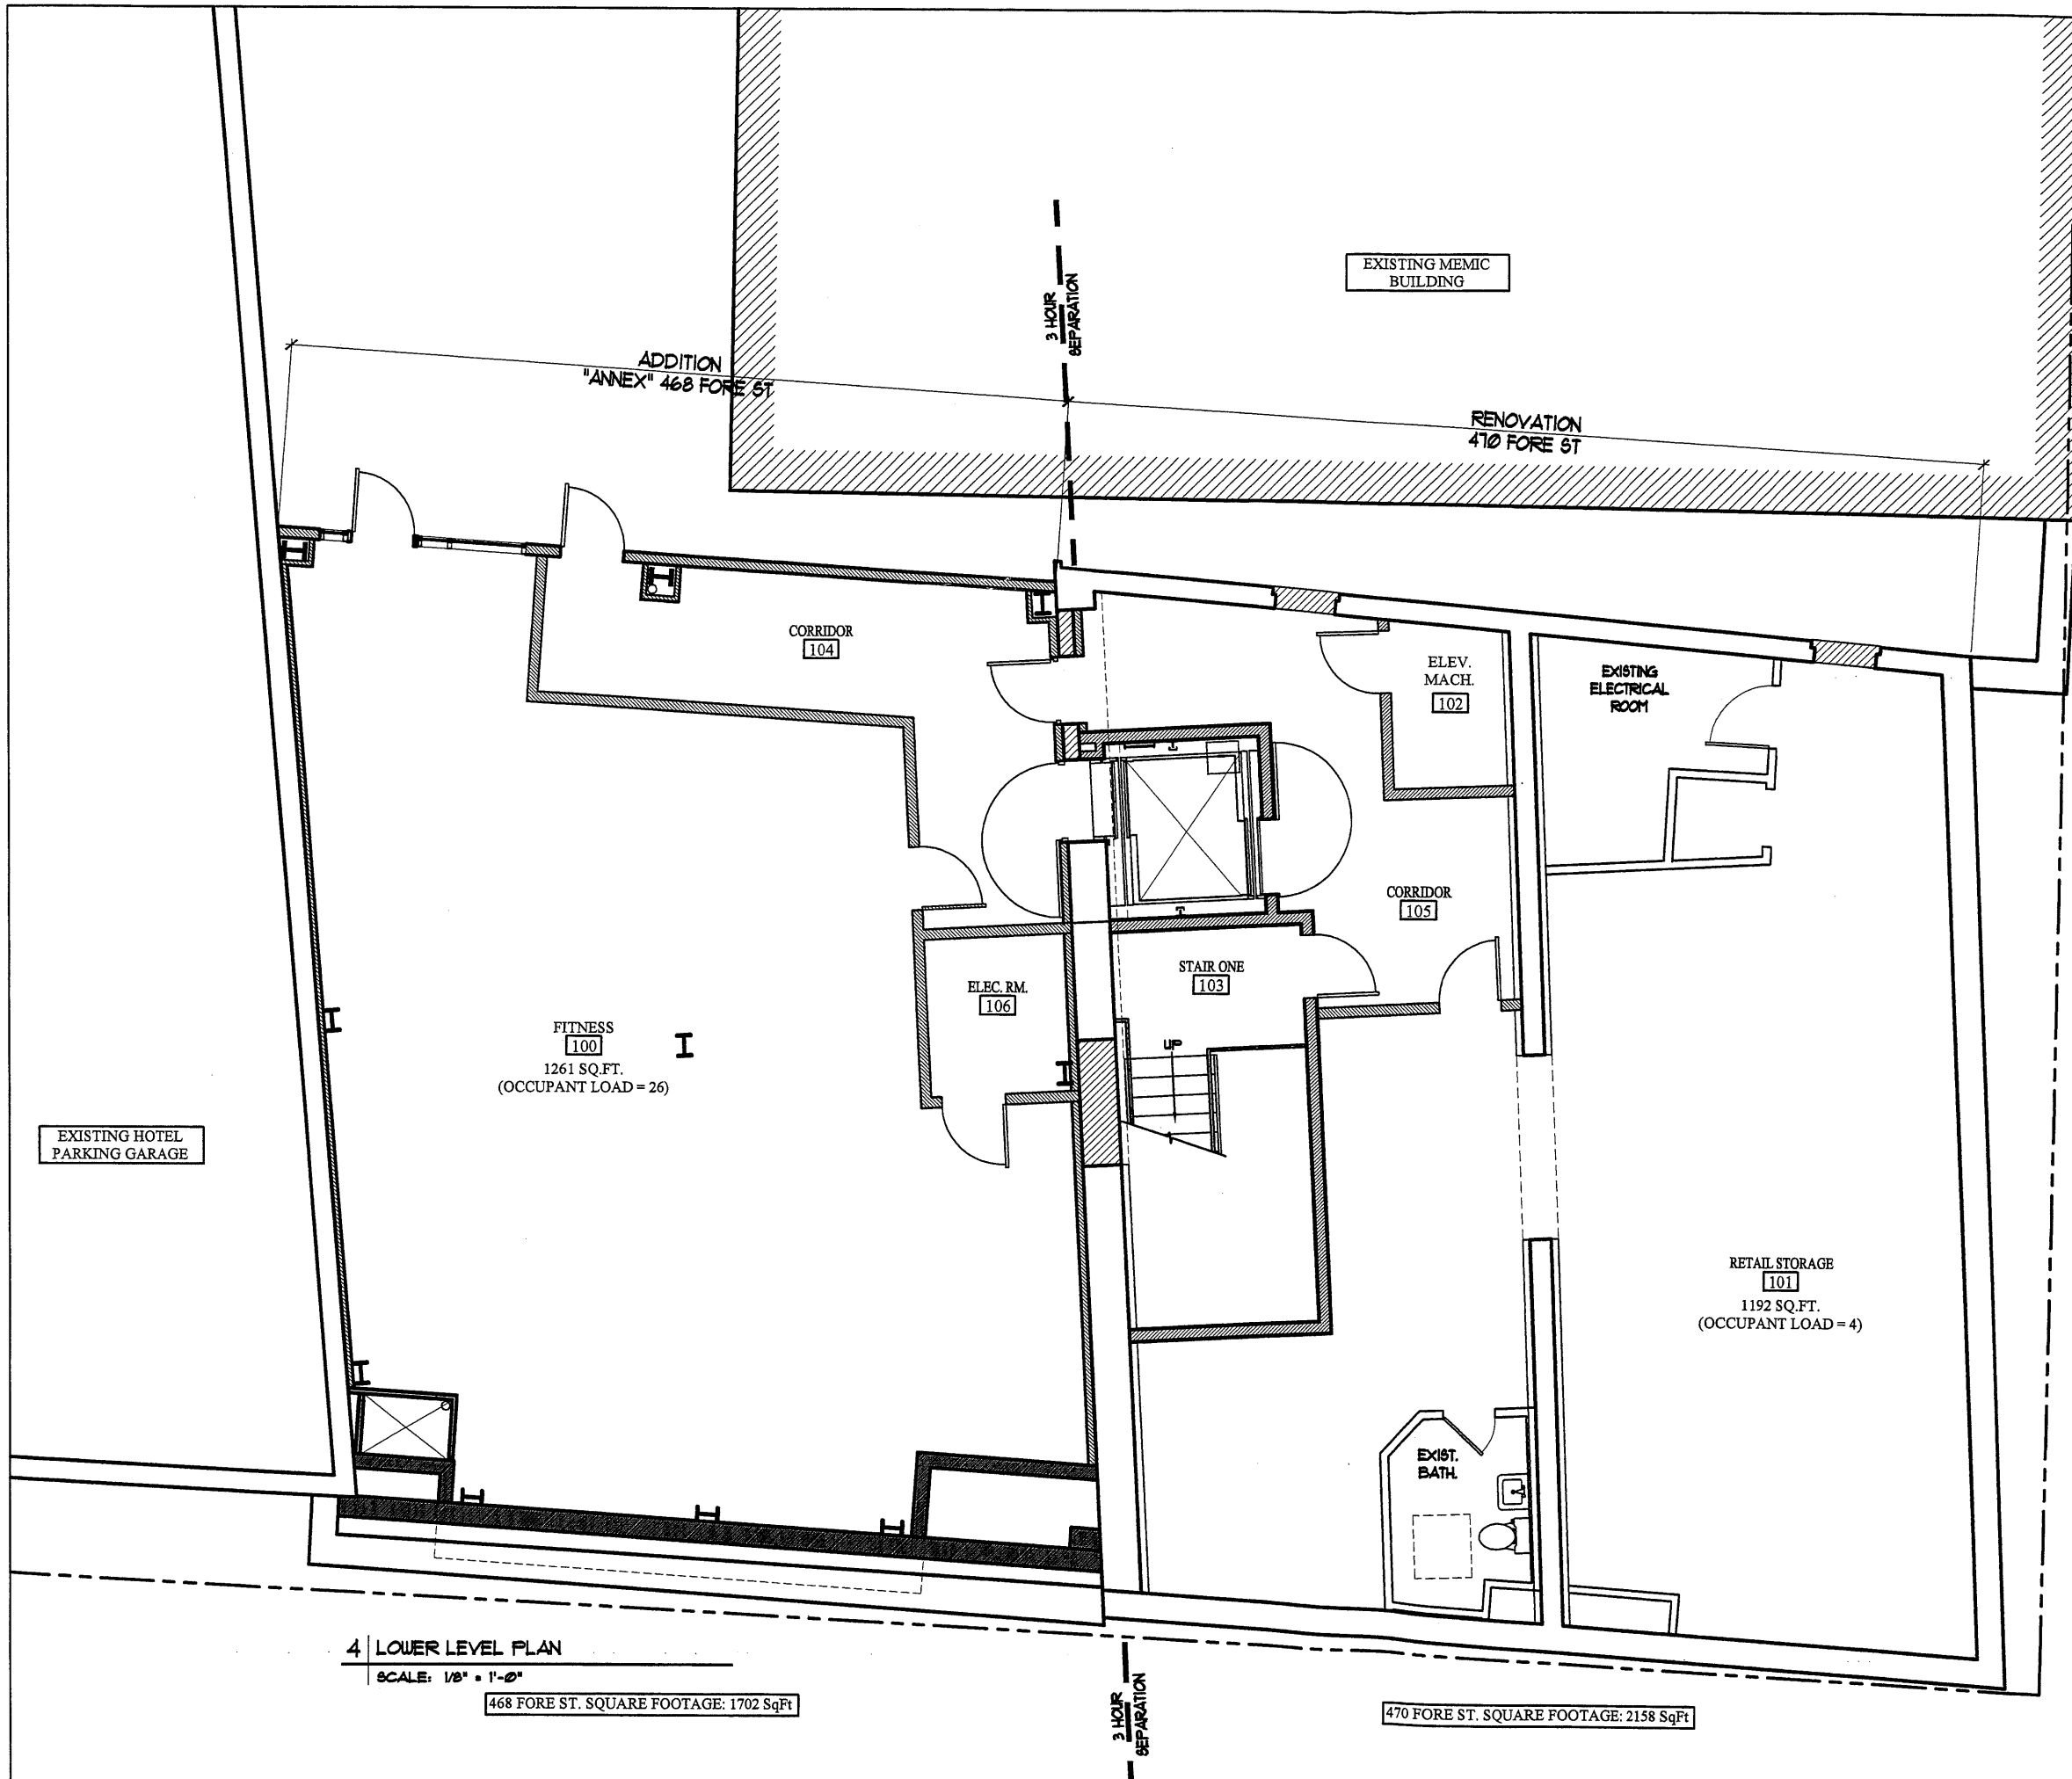 EXISTING MEMIC
BUILDING
3 HOUR
SEPARATION
ADDITION
"ANNEX" 468 FORE ST
RENOVATION
470 FORE ST
CORRIDOR
104
ELEV.
MACH.
102
EXISTING
ELECTRICAL
ROOM
CORRIDOR
105
STAIR ONE
103
ELEC. RM.
106
UP
FITNESS
100
1261 SQ.FT.
(OCCUPANT LOAD = 26)
EXISTING HOTEL
PARKING GARAGE
RETAIL STORAGE
101
1192 SQ.FT.
(OCCUPANT LOAD = 4)
EXIST.
BATH.
4 LOWER LEVEL PLAN
SCALE: 1/8" = 1'-0"
468 FORE ST. SQUARE FOOTAGE: 1702 SqFt
3 HOUR
SEPARATION
470 FORE ST. SQUARE FOOTAGE: 2158 SqFt